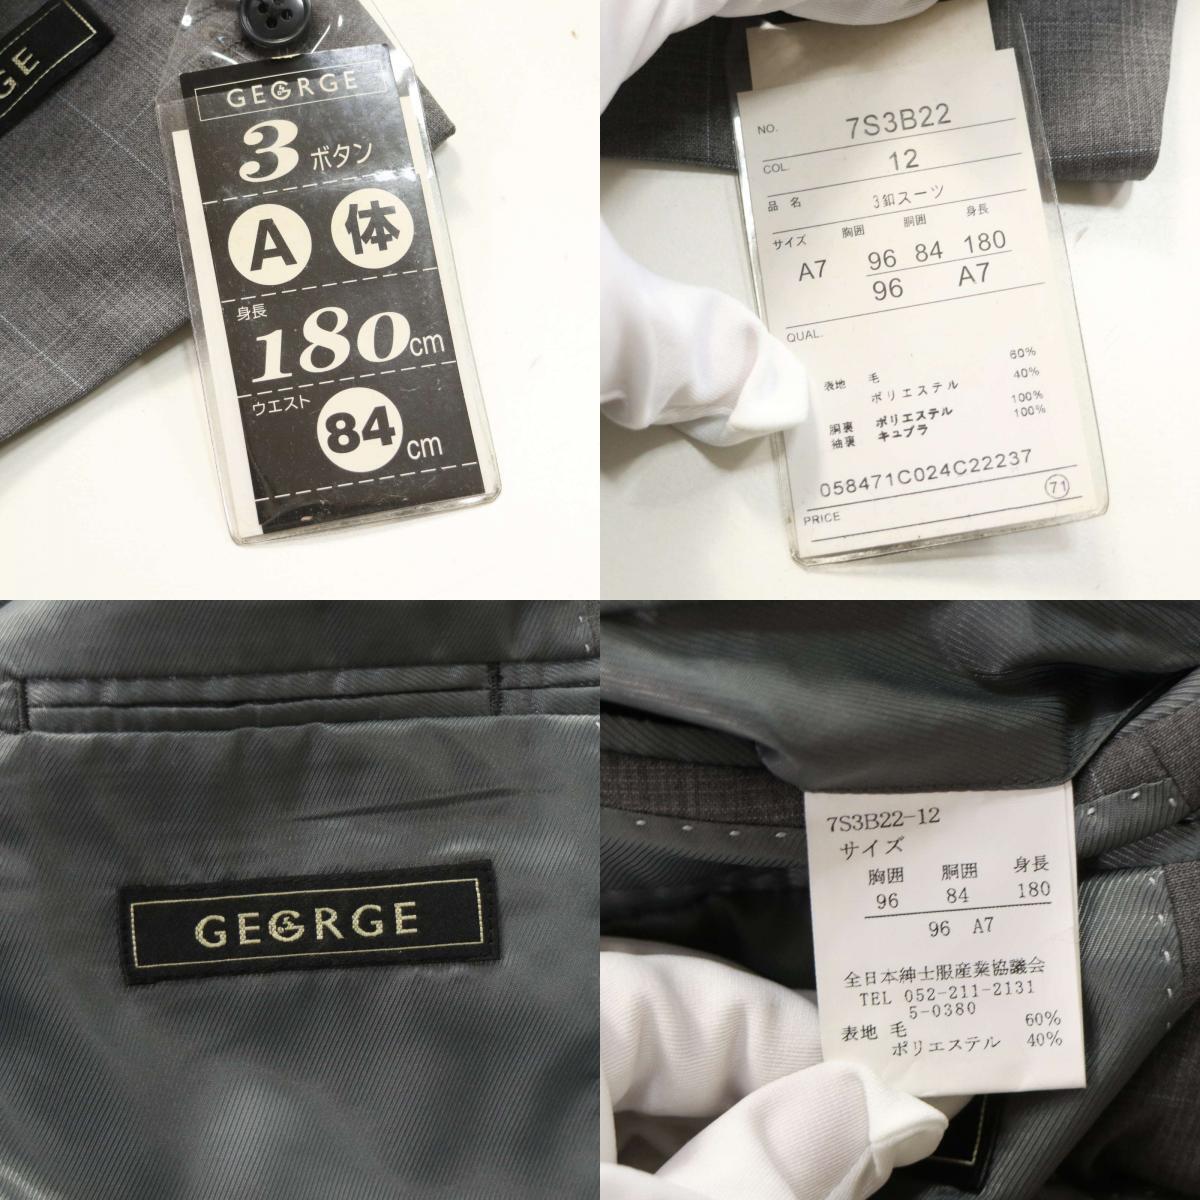 GE
GEORGE
3 ボタン
A 体
身長
180cm
ウエスト
84 cm
NO. 7S3B22
COL. 12
品 名 3釦スーツ
サイズ 胸囲 胴囲 身長
A7 96 84 180
96 A7
QUAL.
60%
表地 毛 40%
ポリエステル
100%
胴裏 ポリエステル 100%
袖裏 キュプラ
058471C024C22237
71
PRICE
GEORGE
7S3B22-12
サイズ
胸囲 胴囲 身長
96 84 180
96 A7
全日本紳士服産業協議会
TEL 052-211-2131
5-0380
表地 毛 60%
ポリエステル 40%